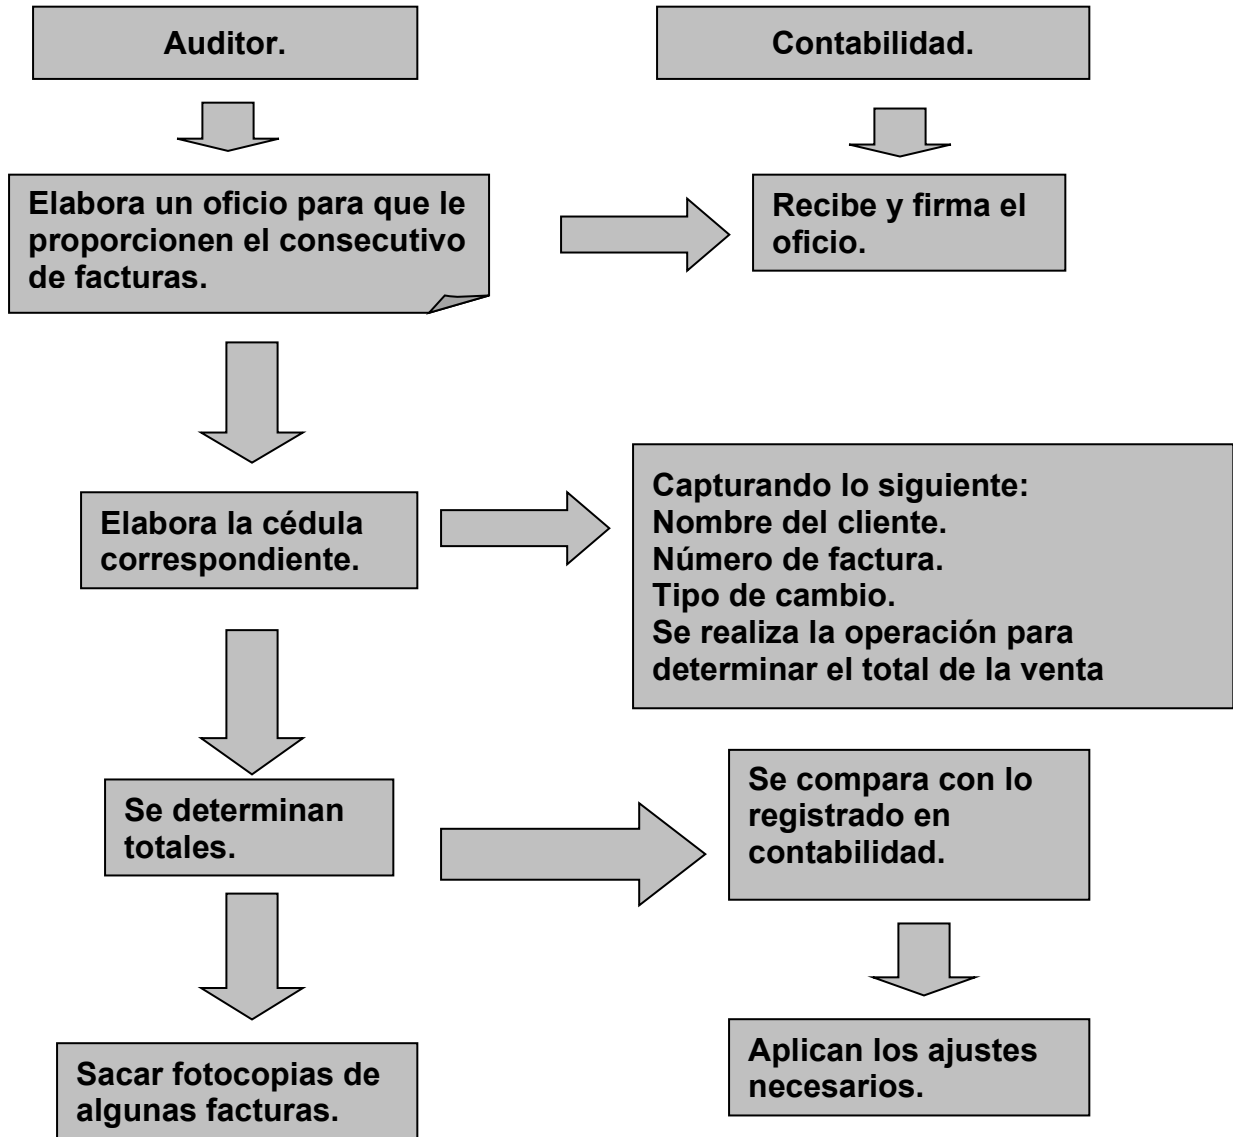 Auditor.
Contabilidad.
Elabora un oficio para que le
proporcionen el consecutivo
de facturas.
Recibe y firma el
oficio.
Elabora la cédula
correspondiente.
Capturando lo siguiente:
Nombre del cliente.
Número de factura.
Tipo de cambio.
Se realiza la operación para
determinar el total de la venta
Se determinan
totales.
Se compara con lo
registrado en
contabilidad.
Sacar fotocopias de
algunas facturas.
Aplican los ajustes
necesarios.